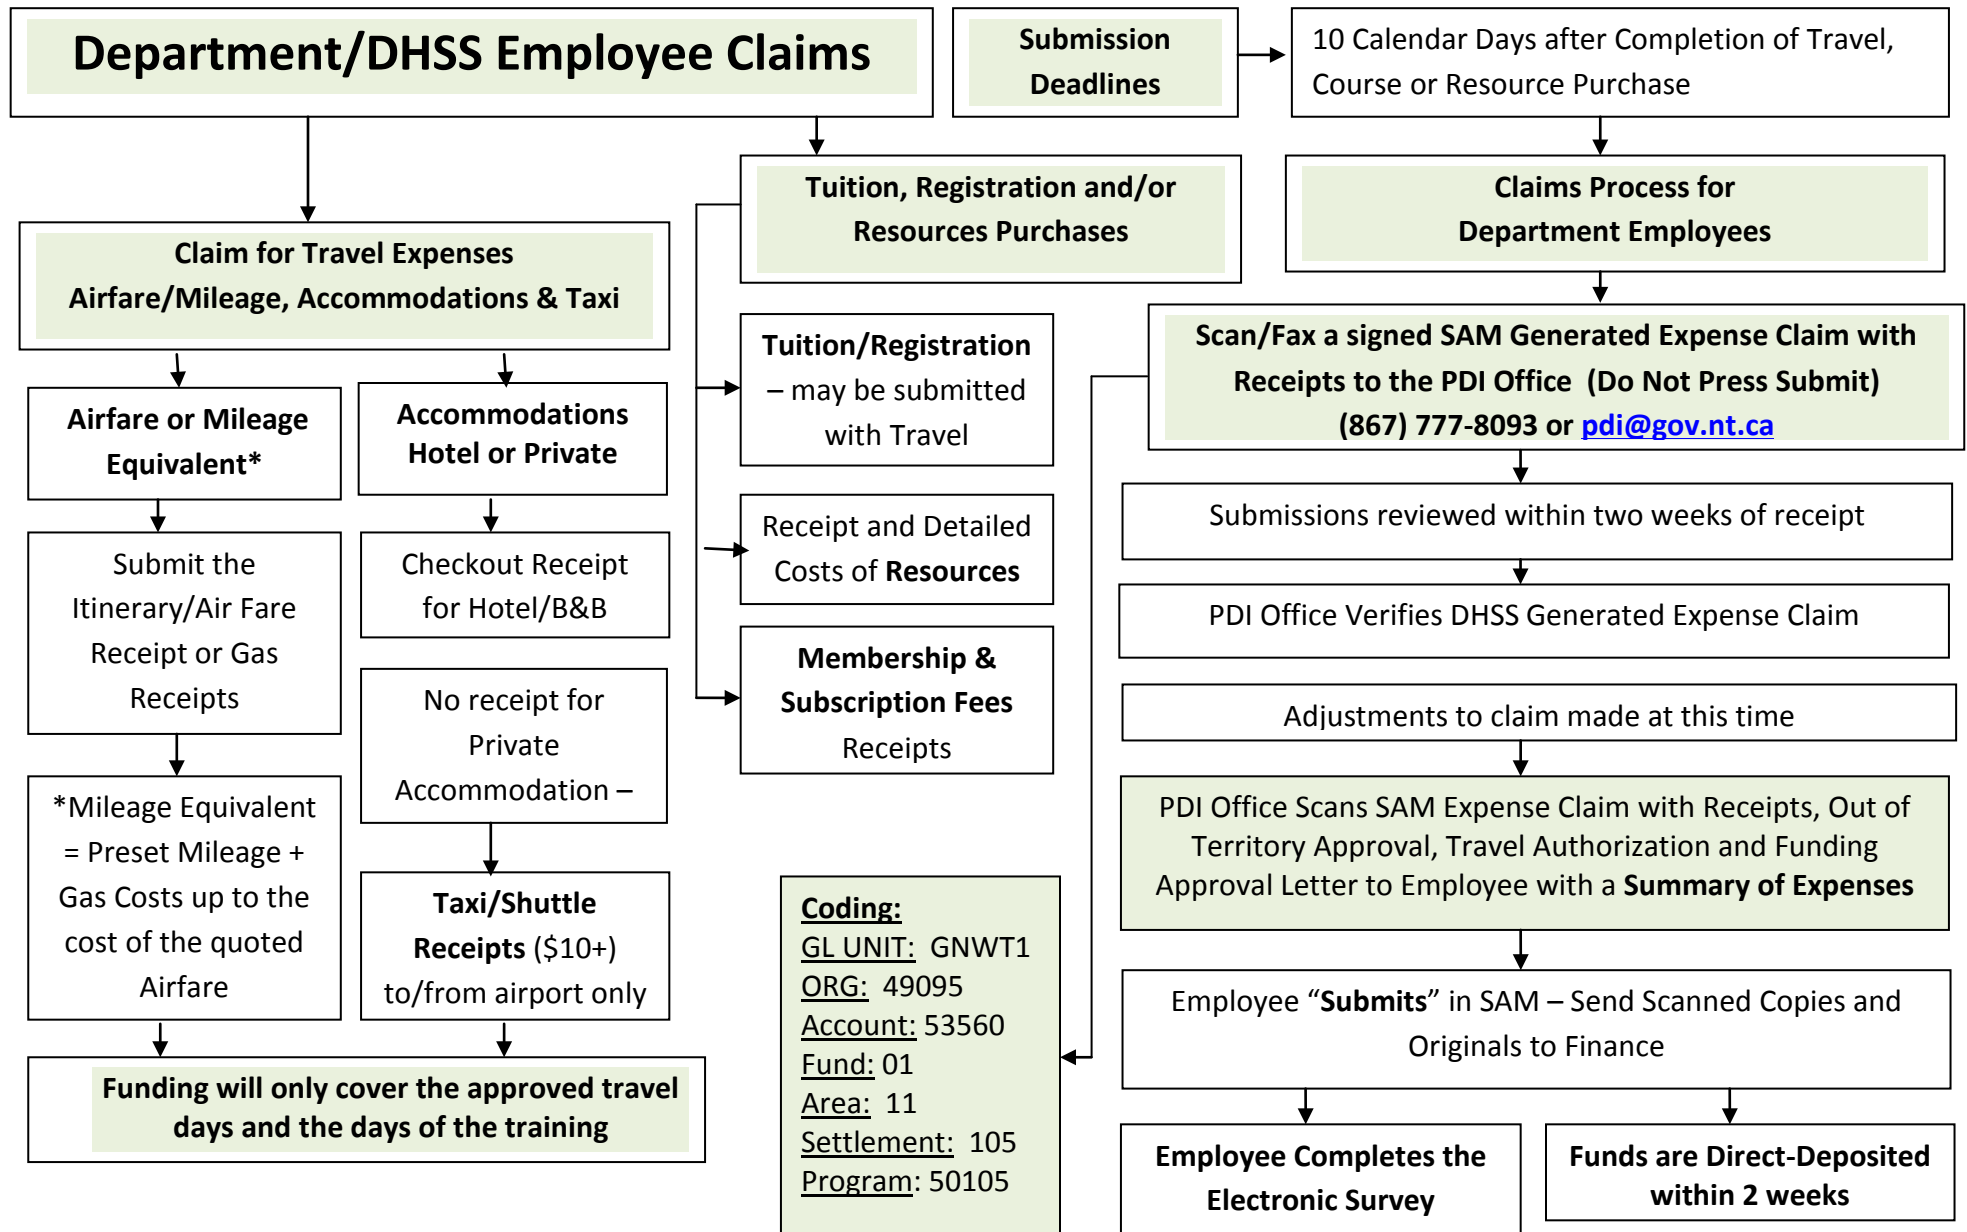 Department/DHSS Employee Claims
Submission
Deadlines
10 Calendar Days after Completion of Travel,
Course or Resource Purchase
Claim for Travel Expenses
Airfare/Mileage, Accommodations & Taxi
Airfare or Mileage
Equivalent*
Submit the
Itinerary/Air Fare
Receipt or Gas
Receipts
*Mileage Equivalent
= Preset Mileage +
Gas Costs up to the
cost of the quoted
Airfare
Accommodations
Hotel or Private
Checkout Receipt
for Hotel/B&B
No receipt for
Private
Accommodation –
Taxi/Shuttle
Receipts ($10+)
to/from airport only
Funding will only cover the approved travel
days and the days of the training
Tuition, Registration and/or
Resources Purchases
Tuition/Registration
– may be submitted
with Travel
Receipt and Detailed
Costs of Resources
Membership &
Subscription Fees
Receipts
Coding:
GL UNIT: GNWT1
ORG: 49095
Account: 53560
Fund: 01
Area: 11
Settlement: 105
Program: 50105
Claims Process for
Department Employees
Scan/Fax a signed SAM Generated Expense Claim with
Receipts to the PDI Office (Do Not Press Submit)
(867) 777-8093 or pdi@gov.nt.ca
Submissions reviewed within two weeks of receipt
PDI Office Verifies DHSS Generated Expense Claim
Adjustments to claim made at this time
PDI Office Scans SAM Expense Claim with Receipts, Out of
Territory Approval, Travel Authorization and Funding
Approval Letter to Employee with a Summary of Expenses
Employee “Submits” in SAM – Send Scanned Copies and
Originals to Finance
Employee Completes the
Electronic Survey
Funds are Direct-Deposited
within 2 weeks